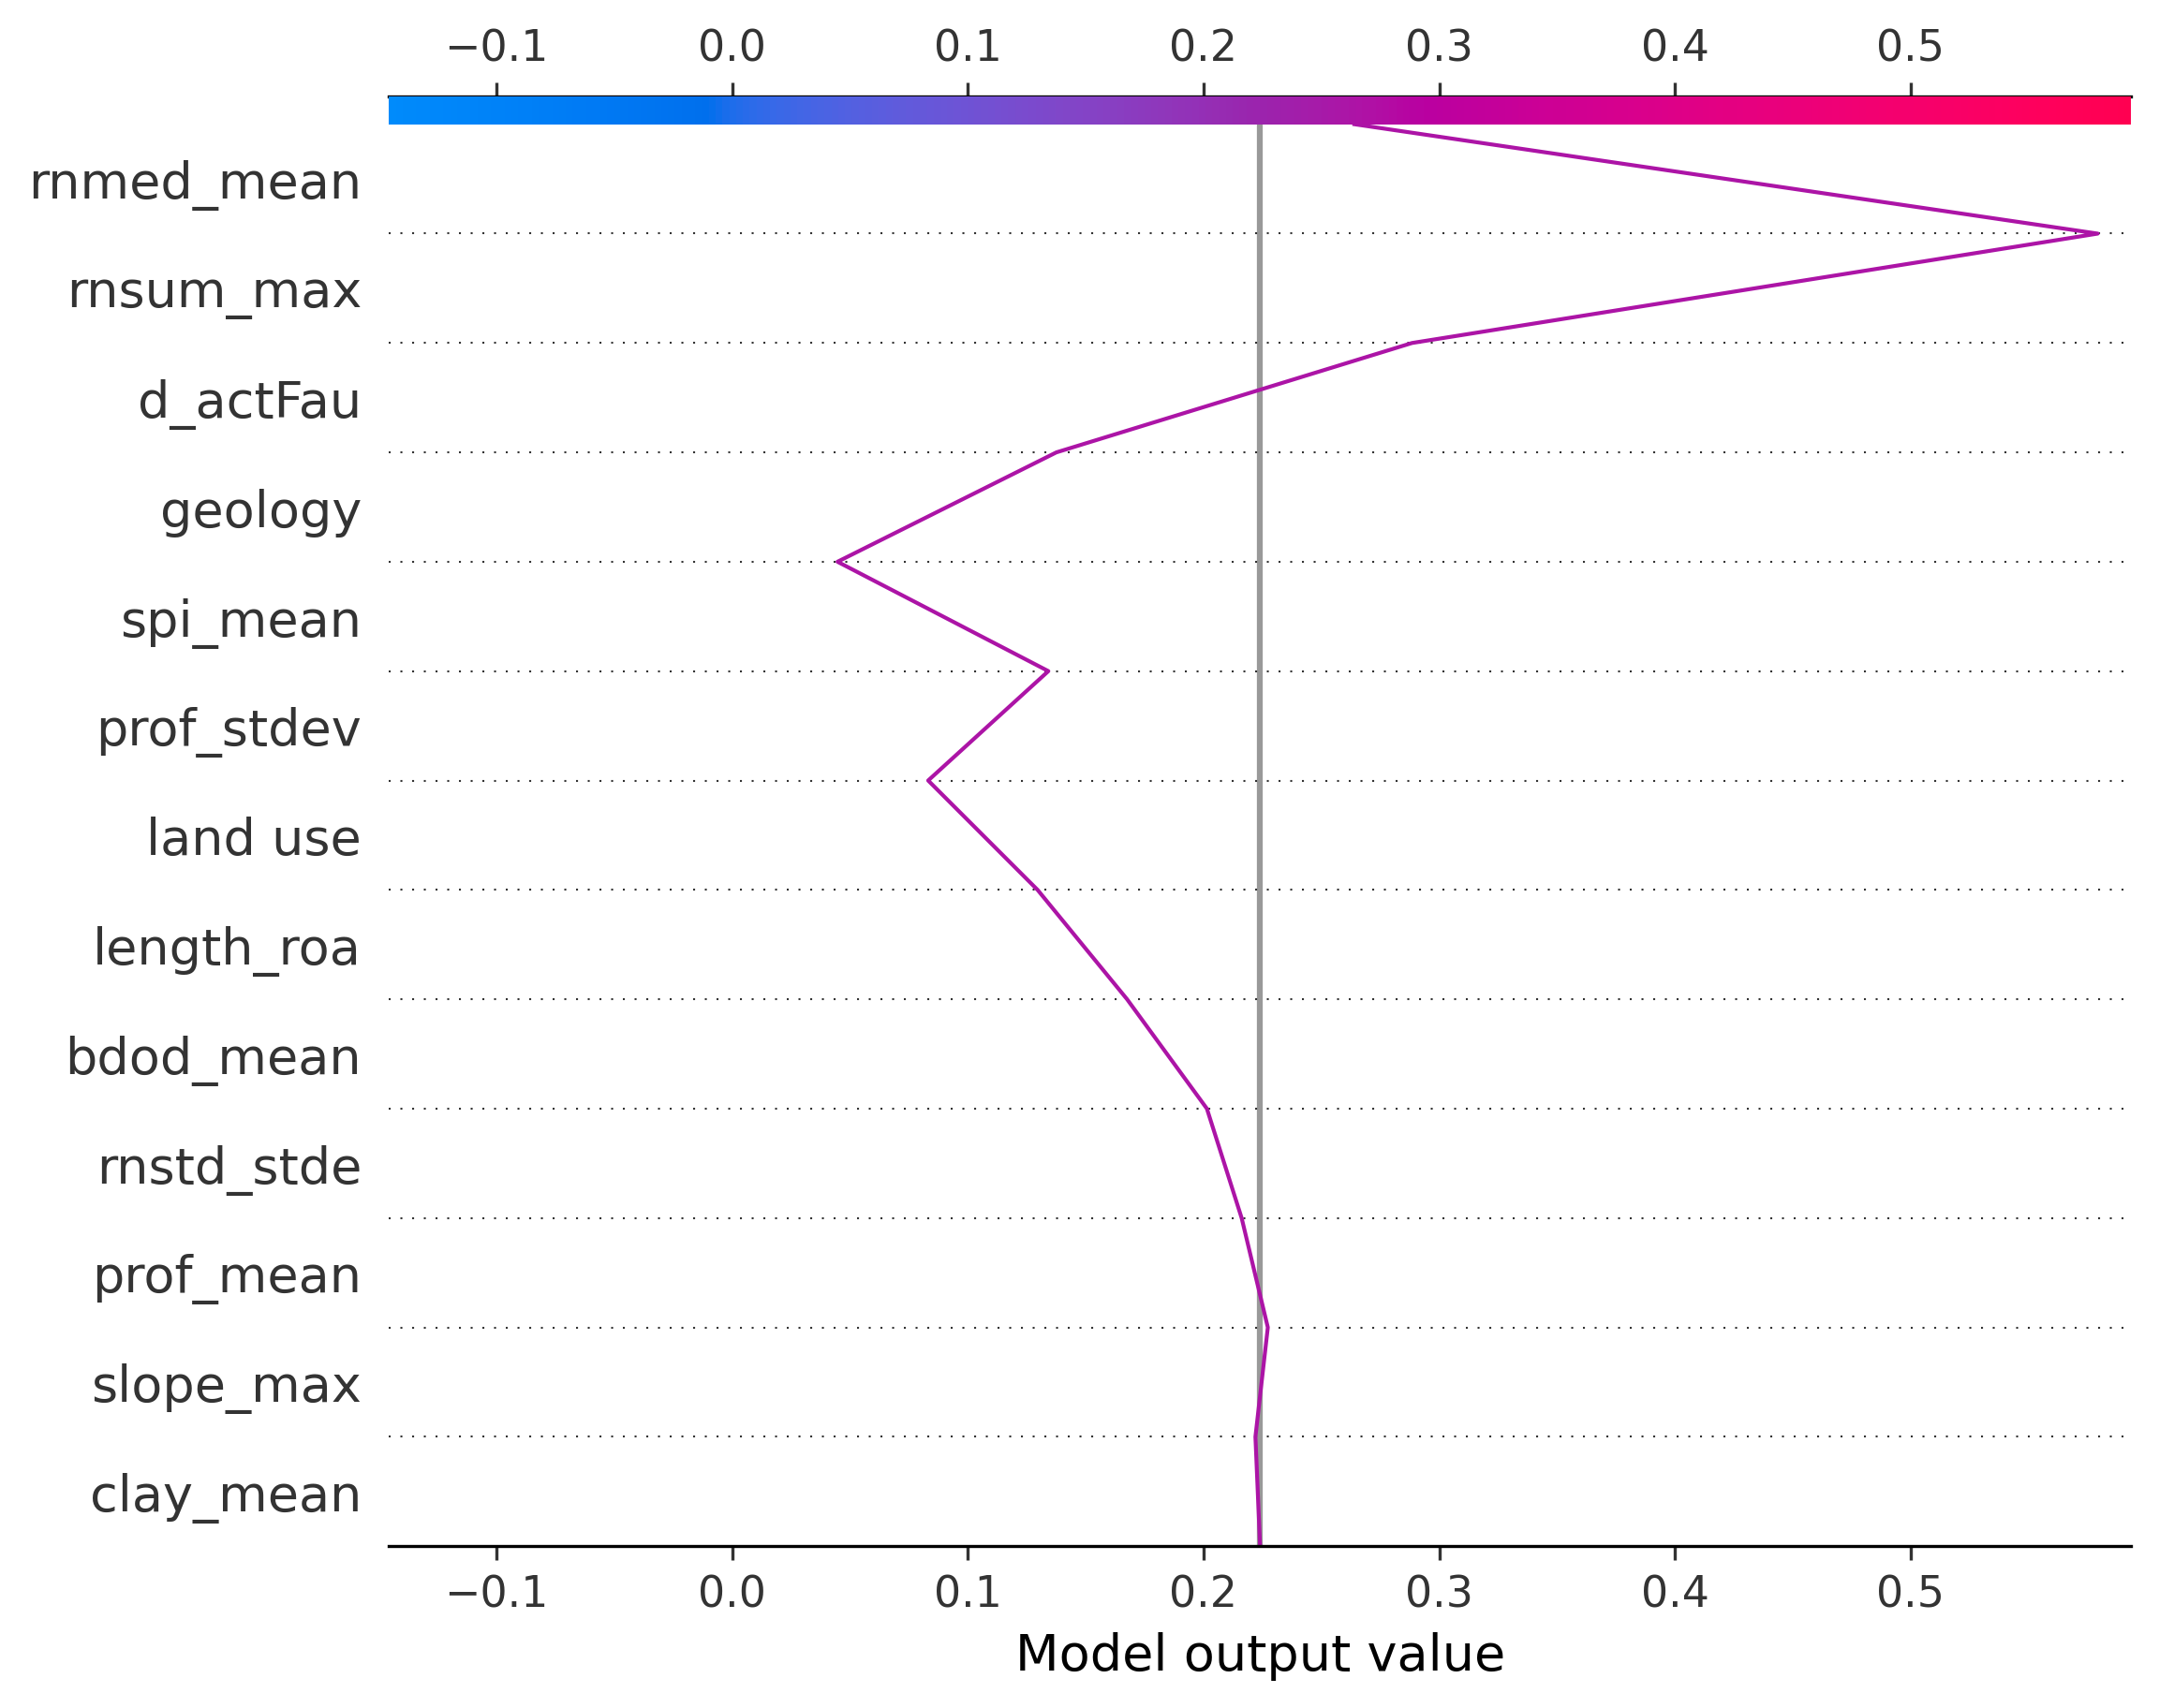 −0.1 0.0 0.1 0.2 0.3 0.4 0.5
rnmed_mean
rnsum_max
d_actFau
geology
spi_mean
prof_stdev
land use
length_roa
bdod_mean
rnstd_stde
prof_mean
slope_max
clay_mean
−0.1 0.0 0.1 0.2 0.3 0.4 0.5
Model output value